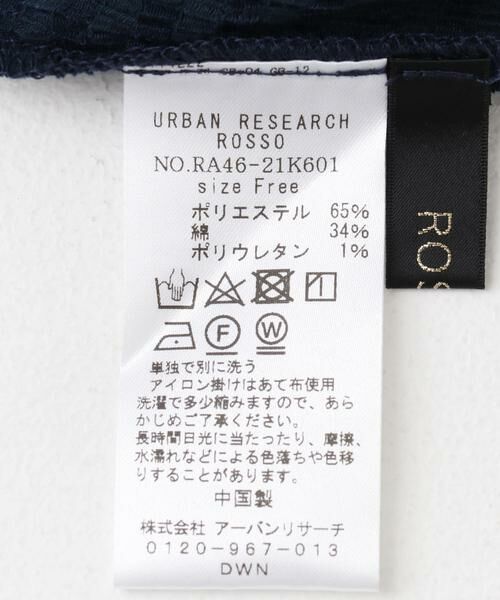 URBAN RESEARCH
ROSSO
NO.RA46-21K601
size Free
ポリエステル 65%
綿 34%
ポリウレタン 1%
F
W
単独で別に洗う
アイロン掛けはあて布使用
洗濯で多少縮みますので、あら
かじめご了承ください。
長時間日光に当たったり、摩擦、
水濡れなどによる色落ちや色移
りすることがあります。
中国製
株式会社 アーバンリサーチ
0120-967-013
DWN
ROS